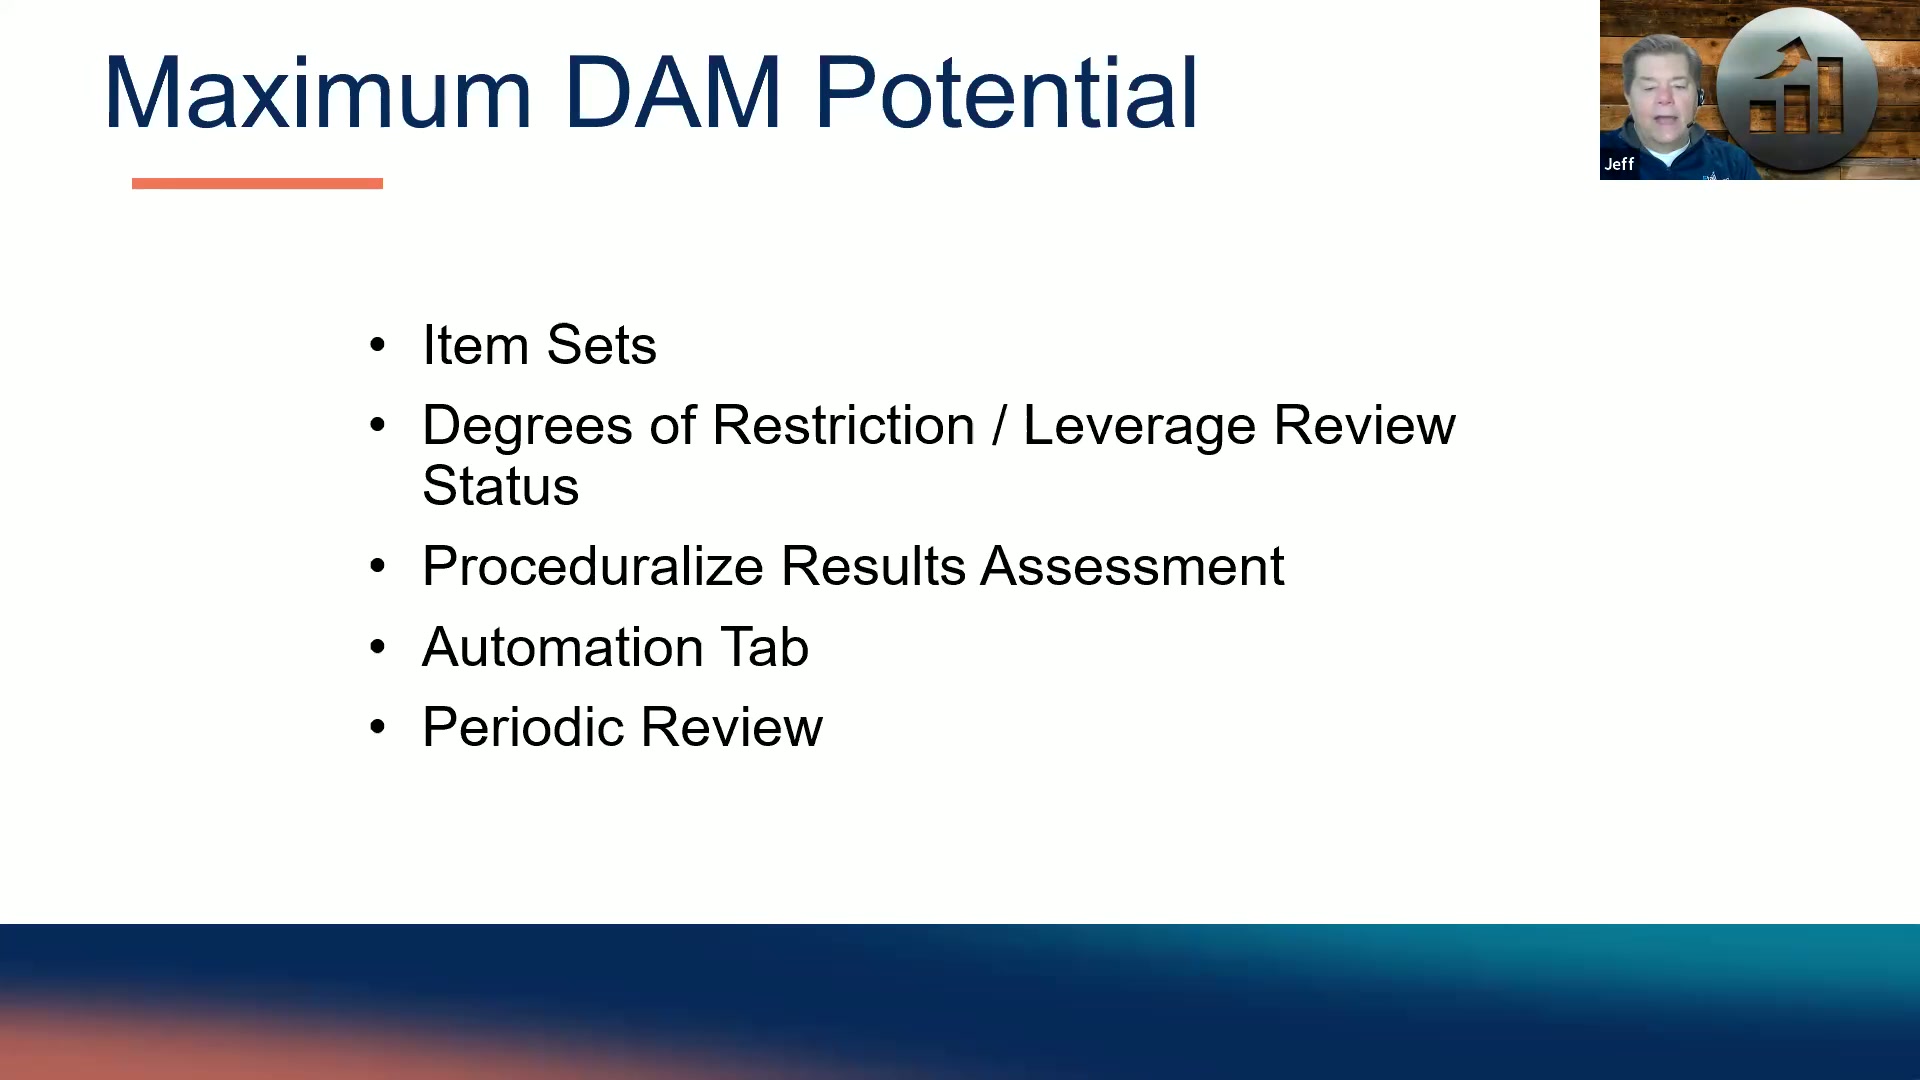 Maximum DAM Potential
Jeff
• Item Sets
• Degrees of Restriction / Leverage Review
Status
• Proceduralize Results Assessment
• Automation Tab
• Periodic Review